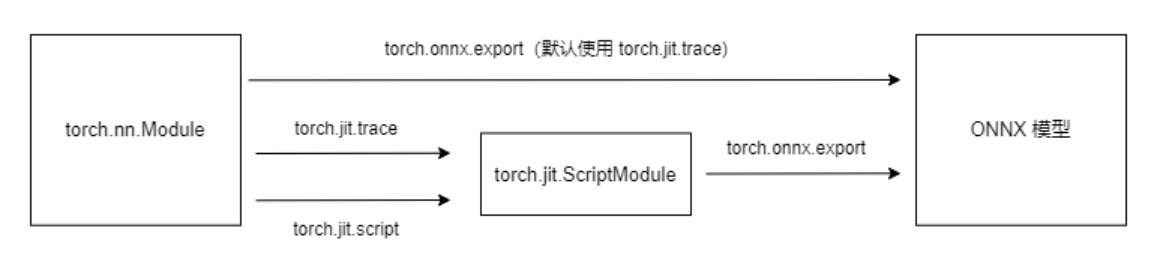 torch.onnx.export（默认使用 torch.jit.trace)
torch.nn.Module
torch.jit.trace
torch.jit.script
torch.jit.ScriptModule
torch.onnx.export
ONNX 模型